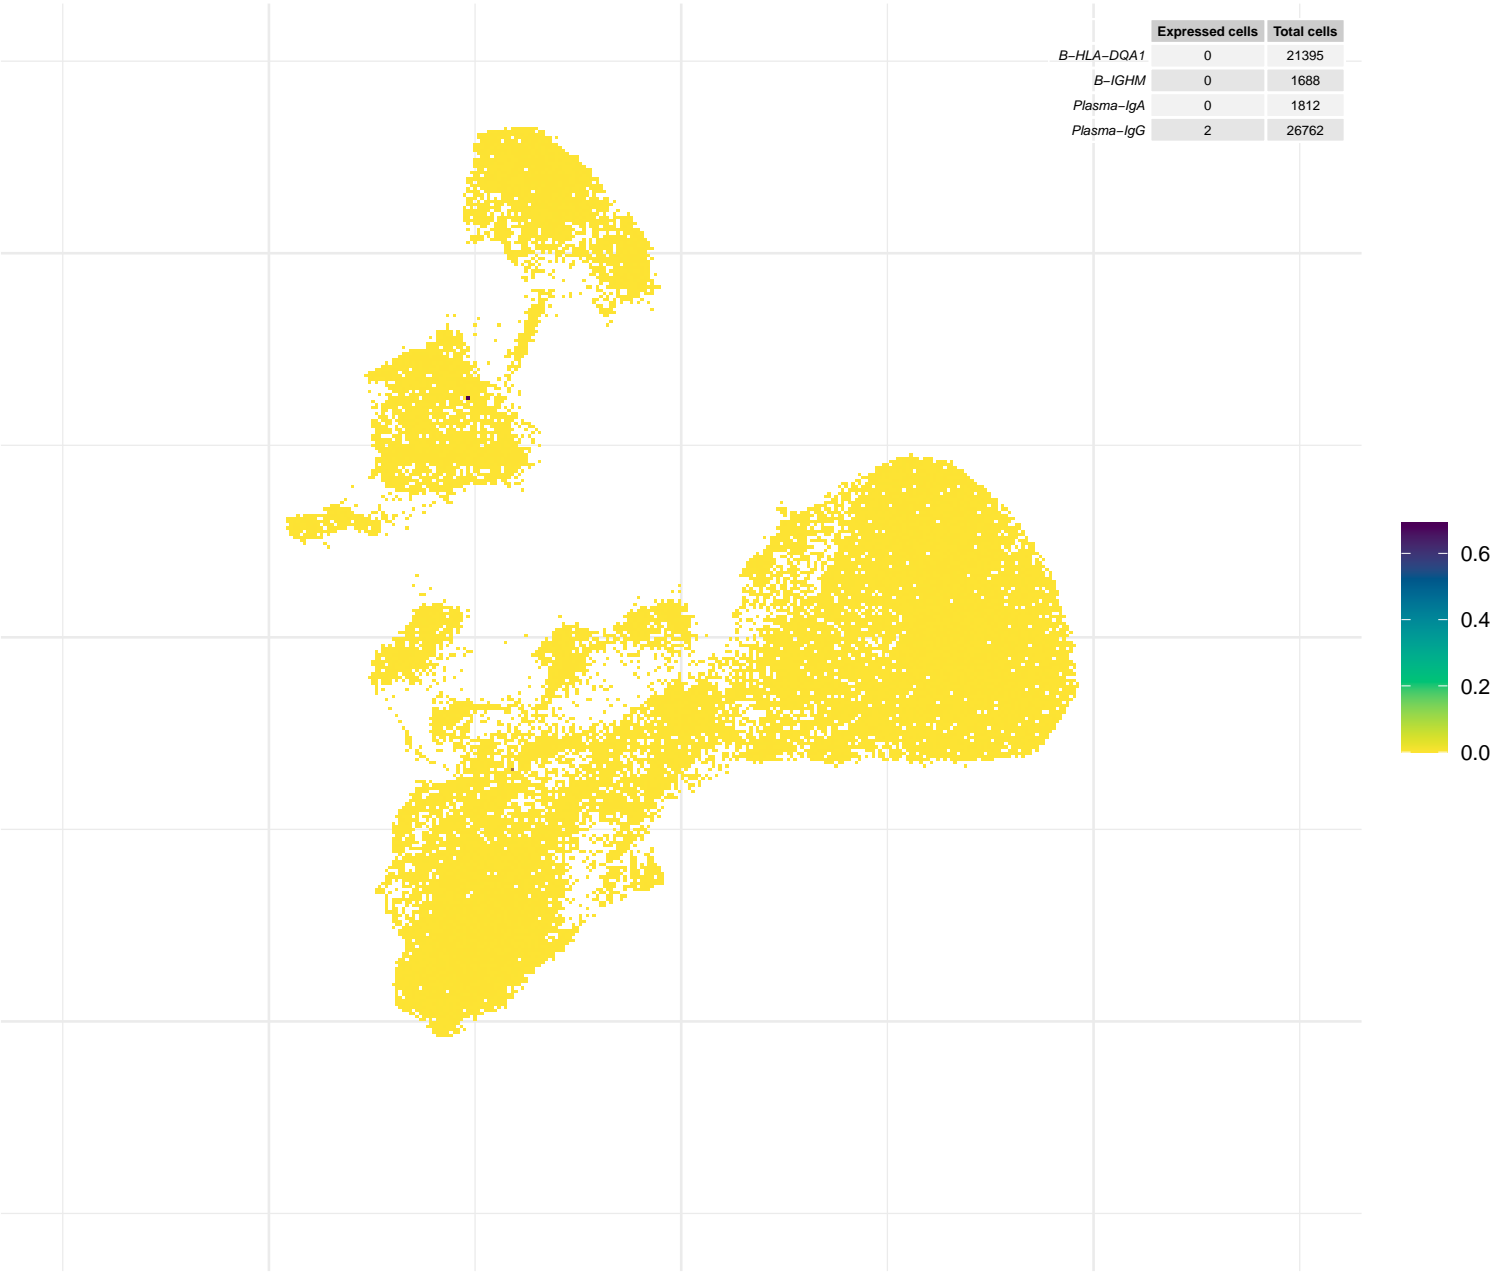 Expressed cells Total cells
B−HLA−DQA1 0 21395
B−IGHM 0 1688
Plasma−IgA 0 1812
Plasma−IgG 2 26762
0.6
0.4
0.2
0.0